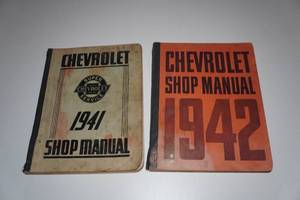 CHEVROLET
SUPER
CHEVROLET
SERVICE
1941
SHOP MANUAL
CHEVROLET
SHOP MANUAL
1942